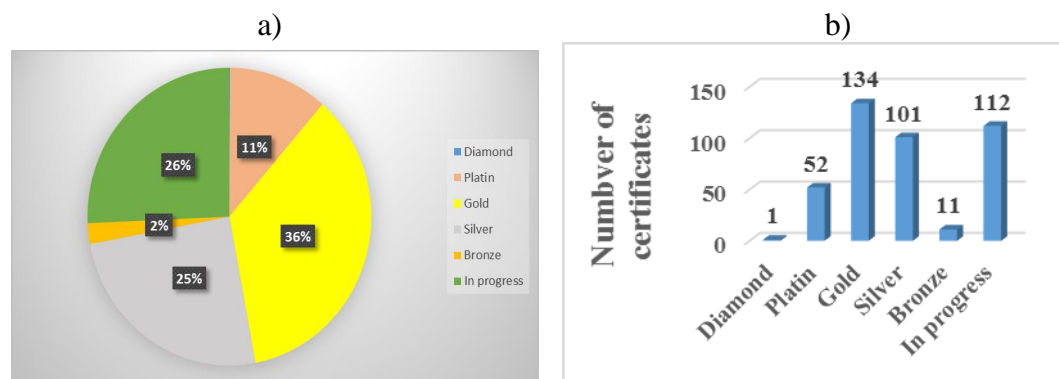 a)
11%
36%
25%
2%
26%
Diamond
Platin
Gold
Silver
Bronze
In progress
b)
Numbver of
certificates
150
100
50
0
1
52
134
101
11
112
Diamond
Platin
Gold
Silver
Bronze
In progress